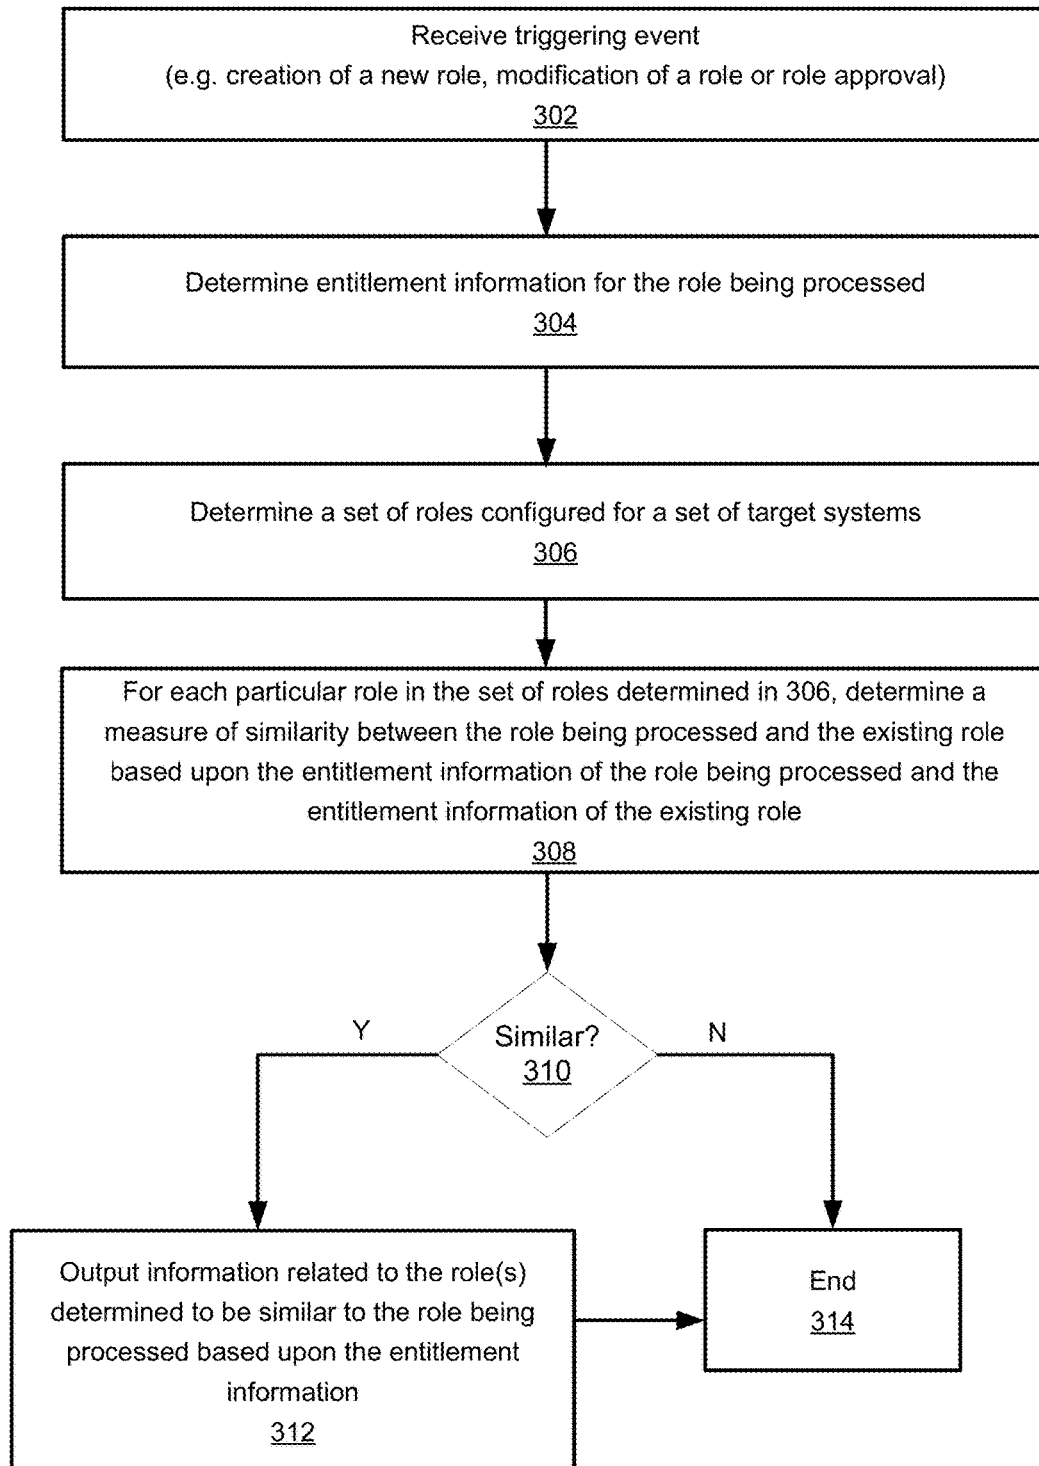 Receive triggering event
(e.g. creation of a new role, modification of a role or role approval)
302
Determine entitlement information for the role being processed
304
Determine a set of roles configured for a set of target systems
306
For each particular role in the set of roles determined in 306, determine a
measure of similarity between the role being processed and the existing role
based upon the entitlement information of the role being processed and the
entitlement information of the existing role
308
Y
Similar?
N
310
Output information related to the role(s)
determined to be similar to the role being
processed based upon the entitlement
information
312
End
314